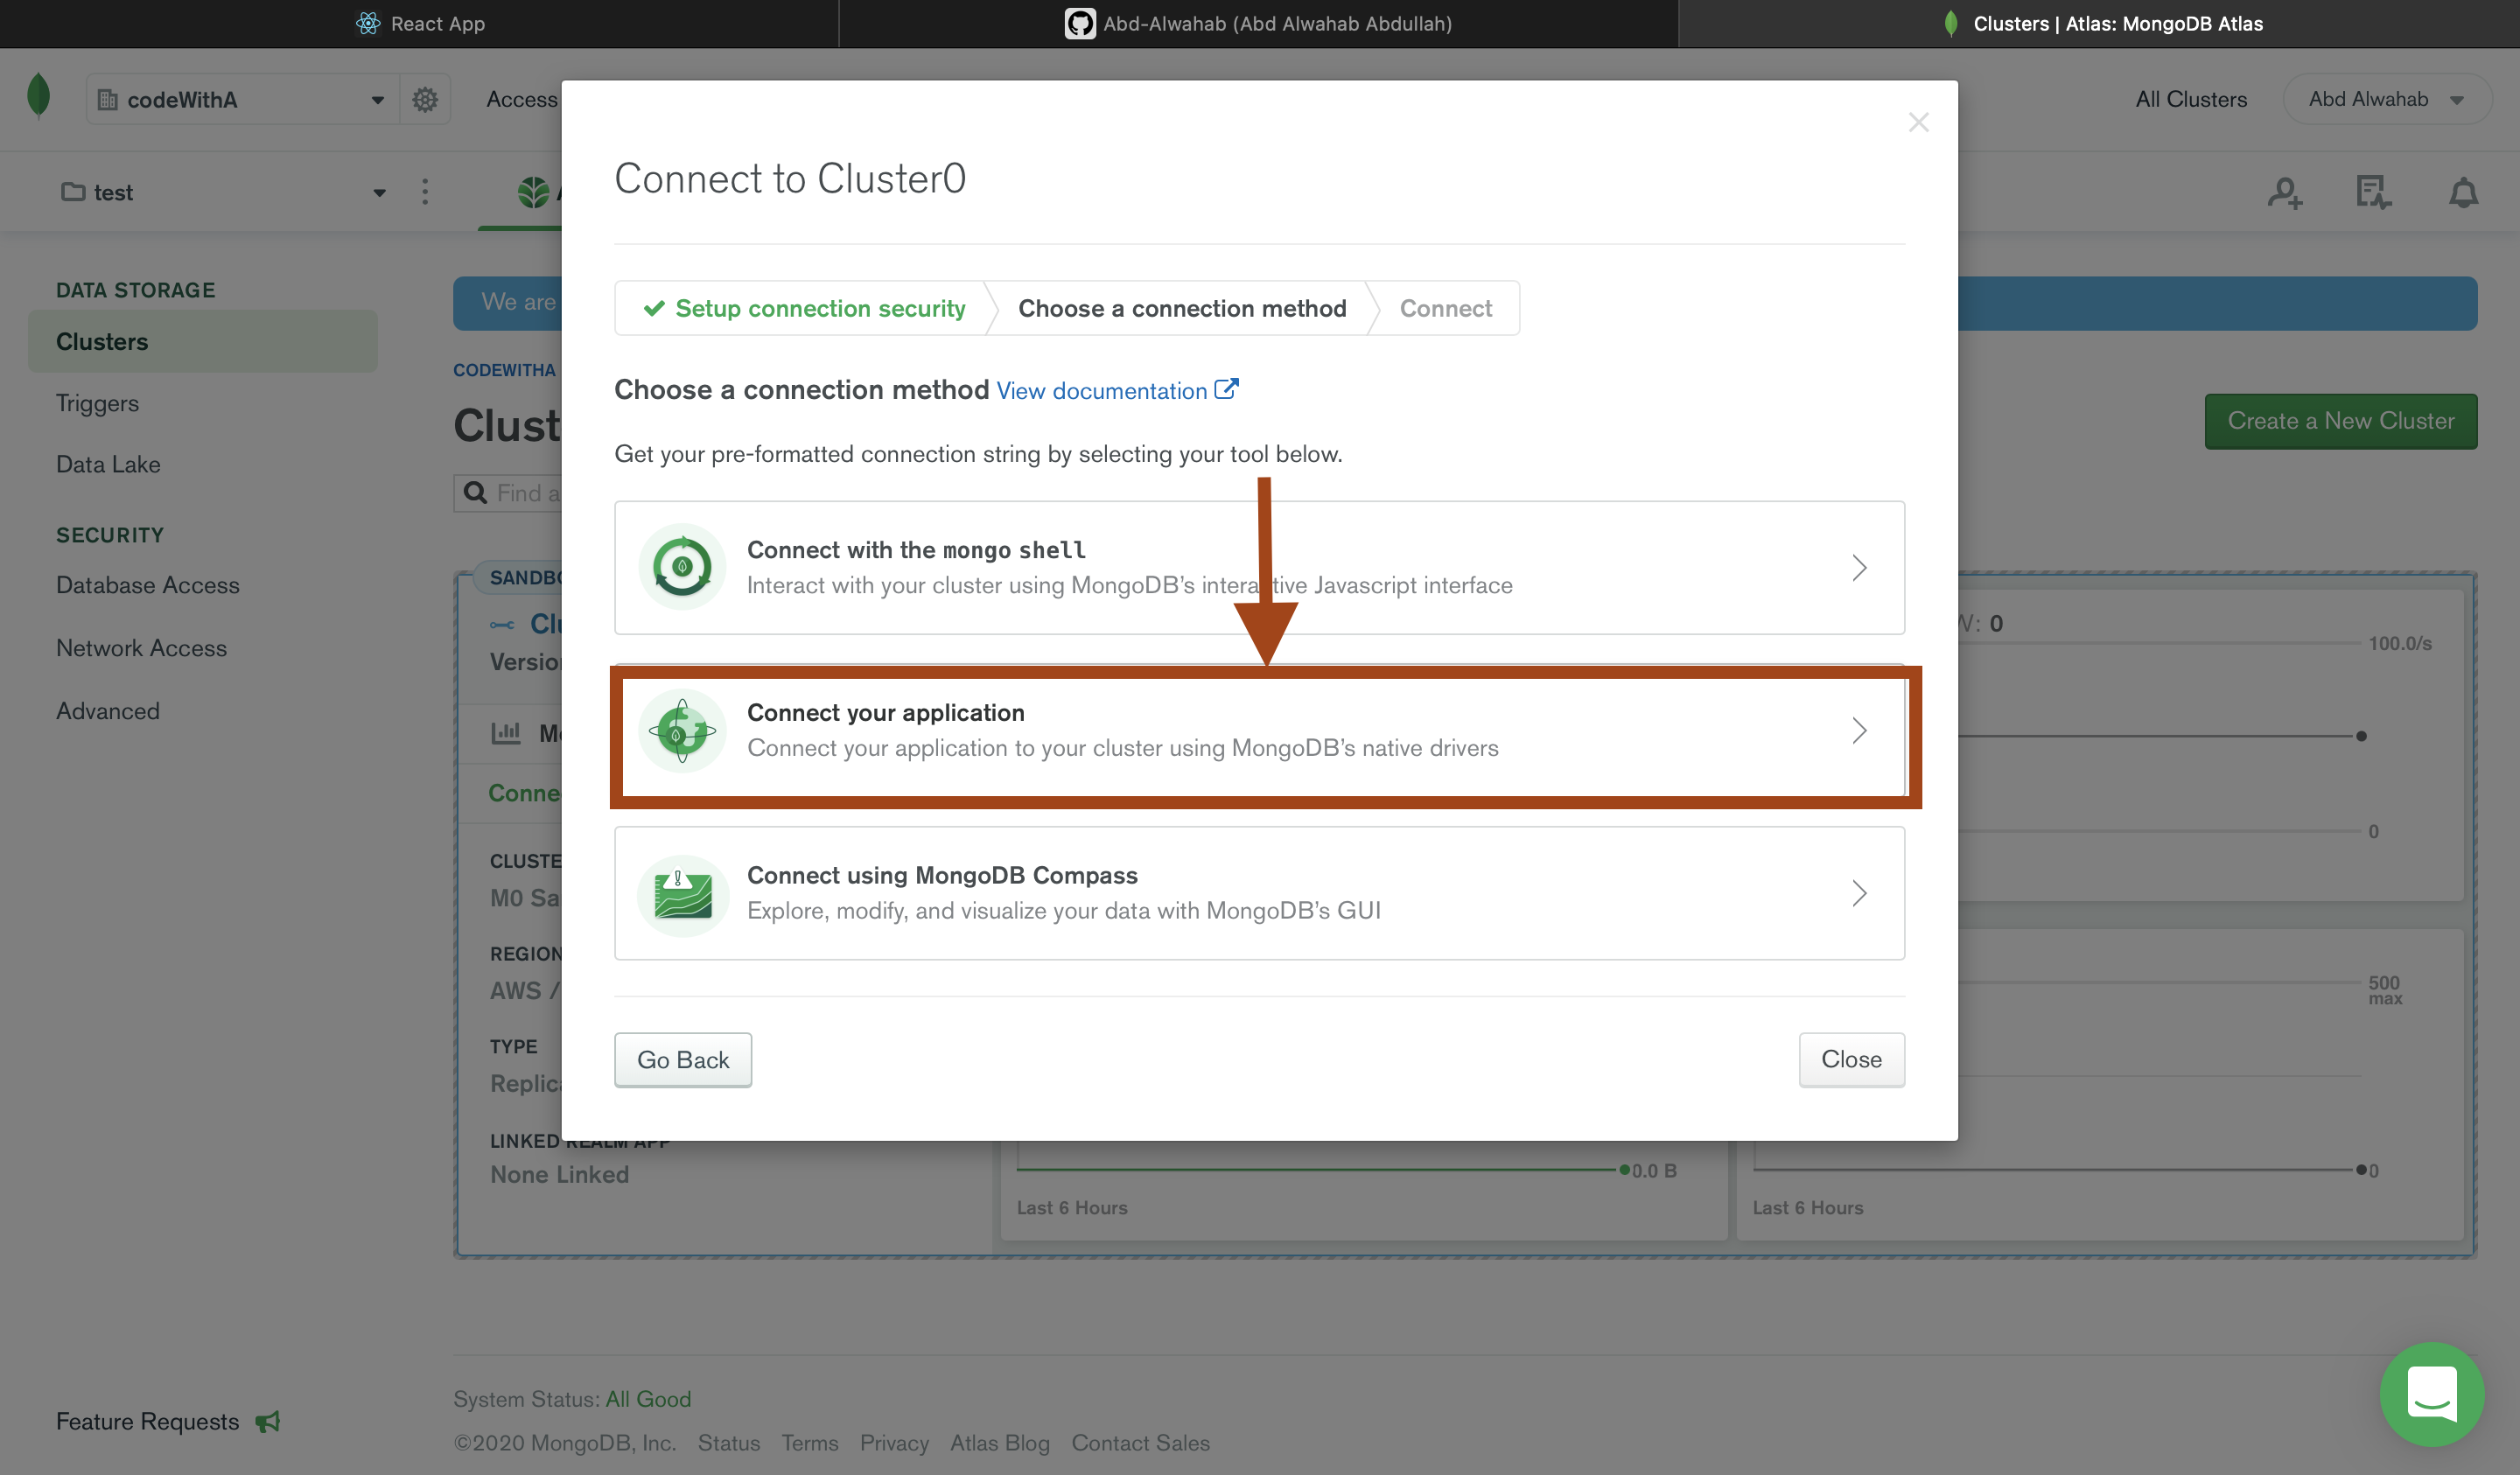 React App
Abd-Alwahab (Abd Alwahab Abdullah)
Clusters | Atlas: MongoDB Atlas
codeWithA
Access
All Clusters
Abd Alwahab
test
DATA STORAGE
Clusters
Triggers
Data Lake
SECURITY
Database Access
Network Access
Advanced
Feature Requests
We are
CODEWITHA
Clust
Find a
Create a New Cluster
SANDBO
Clu
Version
Conne
CLUSTE
M0 Sa
REGION
AWS /
TYPE
Replica
LINKED REALM APP
None Linked
Connect to Cluster0
Setup connection security
Choose a connection method
Connect
Choose a connection method View documentation
Get your pre-formatted connection string by selecting your tool below.
Connect with the mongo shell
Interact with your cluster using MongoDB's interactive Javascript interface
Connect your application
Connect your application to your cluster using MongoDB's native drivers
Connect using MongoDB Compass
Explore, modify, and visualize your data with MongoDB's GUI
Go Back
Close
W: 0
100.0/s
0
500
max
0.0 B
0
Last 6 Hours
Last 6 Hours
System Status: All Good
©2020 MongoDB, Inc. Status Terms Privacy Atlas Blog Contact Sales